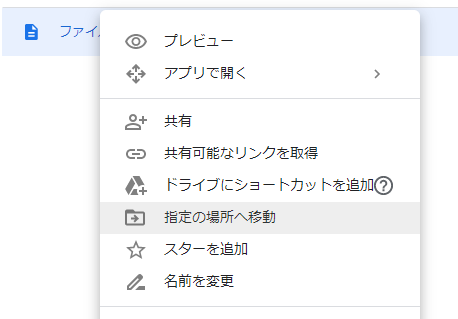 ファイル
プレビュー
アプリで開く
共有
共有可能なリンクを取得
ドライブにショートカットを追加
指定の場所へ移動
スターを追加
名前を変更